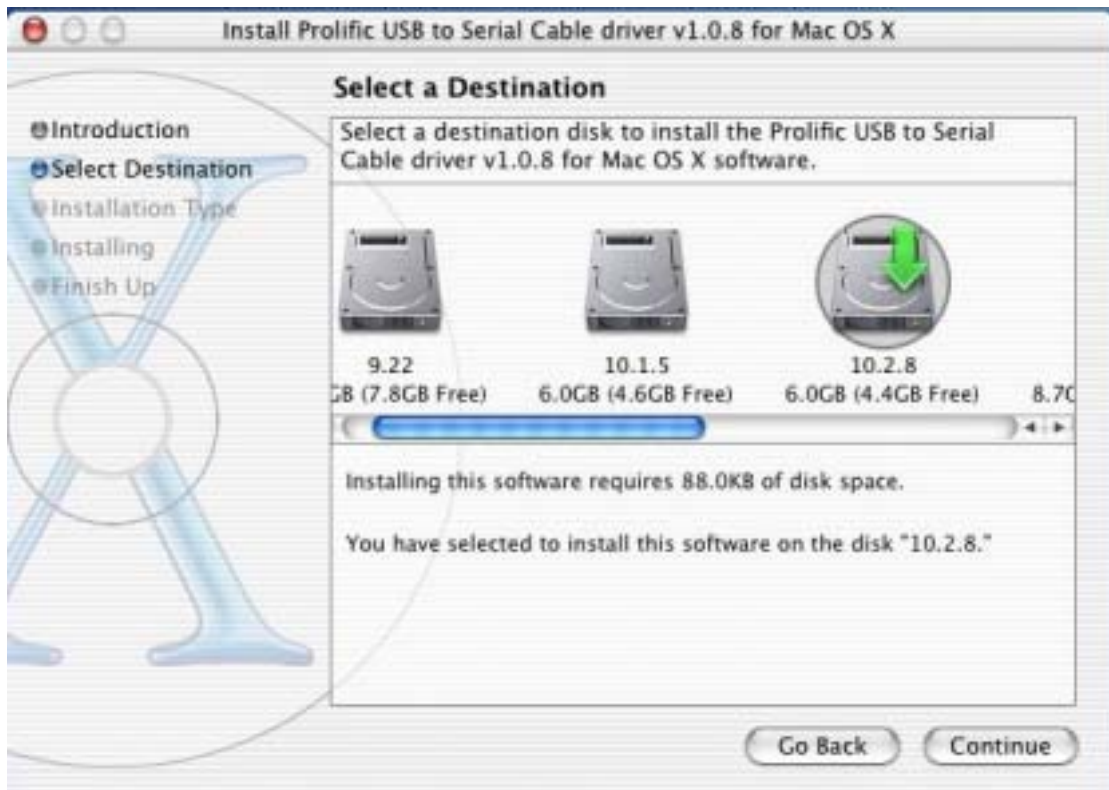 Install Prolific USB to Serial Cable driver v1.0.8 for Mac OS X
Select a Destination
Introduction
Select Destination
Installation Type
Installing
Finish Up
Select a destination disk to install the Prolific USB to Serial
Cable driver v1.0.8 for Mac OS X software.
9.22
GB (7.8GB Free)
10.1.5
6.0GB (4.6GB Free)
10.2.8
6.0GB (4.4GB Free)
8.7G
Installing this software requires 88.0KB of disk space.
You have selected to install this software on the disk "10.2.8."
Go Back
Continue